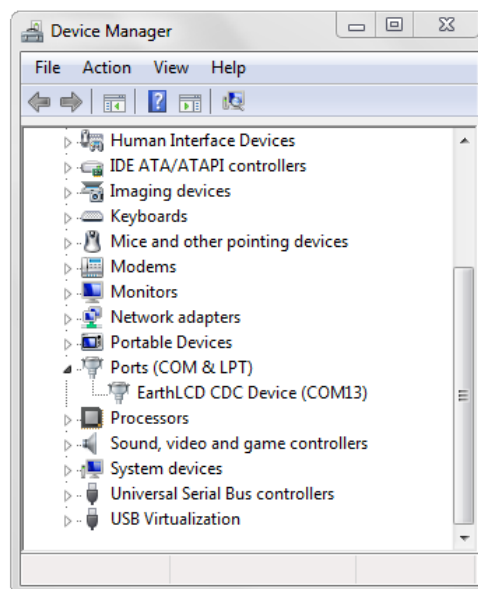 Device Manager
File Action View Help
Human Interface Devices
IDE ATA/ATAPI controllers
Imaging devices
Keyboards
Mice and other pointing devices
Modems
Monitors
Network adapters
Portable Devices
Ports (COM & LPT)
EarthLCD CDC Device (COM13)
Processors
Sound, video and game controllers
System devices
Universal Serial Bus controllers
USB Virtualization